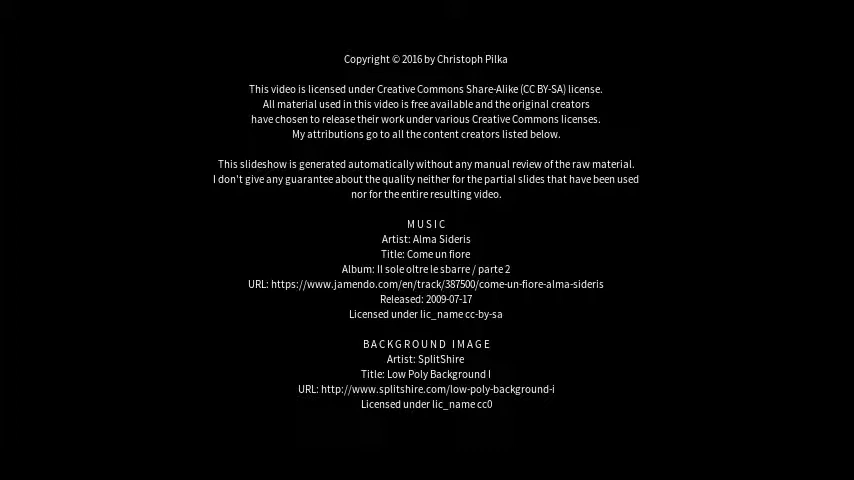 Copyright © 2016 by Christoph Pilka
This video is licensed under Creative Commons Share-Alike (CC BY-SA) license.
All material used in this video is free available and the original creators
have chosen to release their work under various Creative Commons licenses.
My attributions go to all the content creators listed below.
This slideshow is generated automatically without any manual review of the raw material.
I don't give any guarantee about the quality neither for the partial slides that have been used
nor for the entire resulting video.
MUSIC
Artist: Alma Sideris
Title: Come un fiore
Album: Il sole oltre le sbarre / parte 2
URL: https://www.jamendo.com/en/track/387500/come-un-fiore-alma-sideris
Released: 2009-07-17
Licensed under lic_name cc-by-sa
BACKGROUND IMAGE
Artist: SplitShire
Title: Low Poly Background I
URL: http://www.splitshire.com/low-poly-background-i
Licensed under lic_name cc0